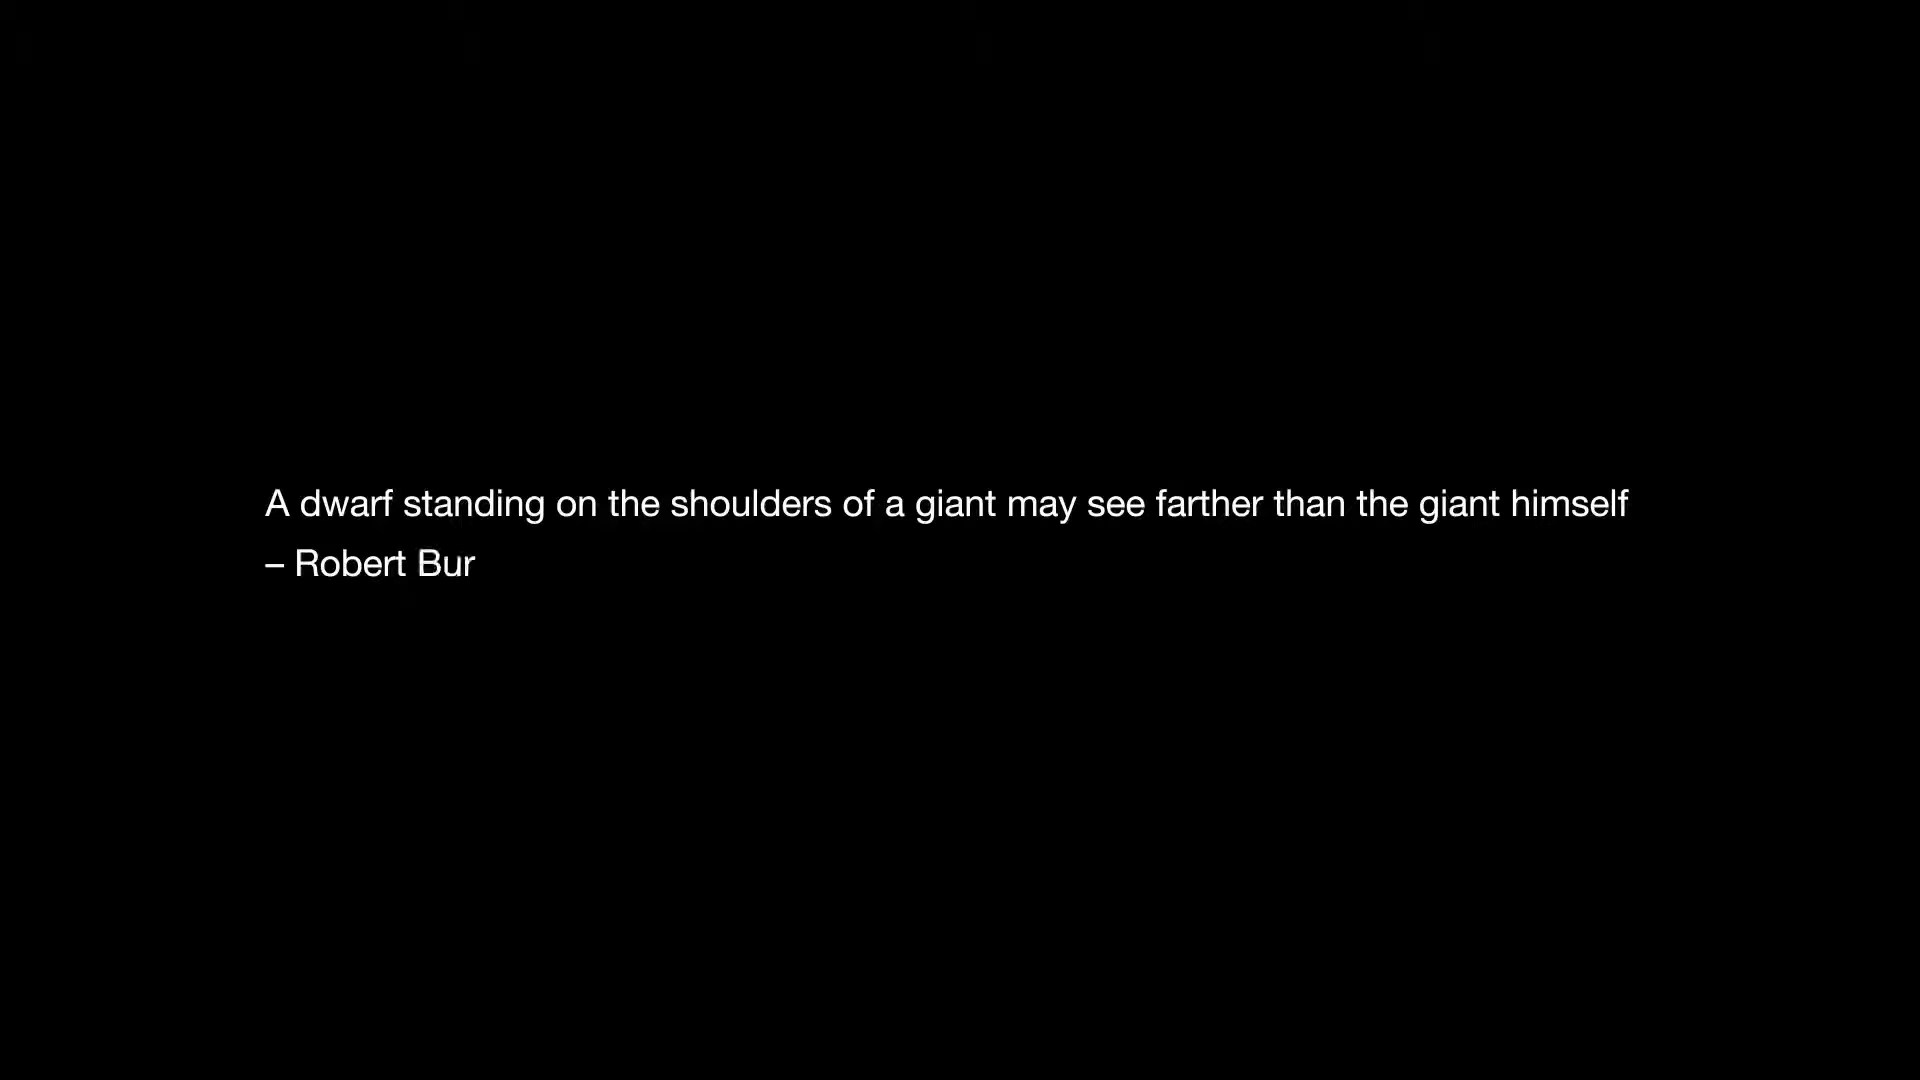 A dwarf standing on the shoulders of a giant may see farther than the giant himself
– Robert Bur